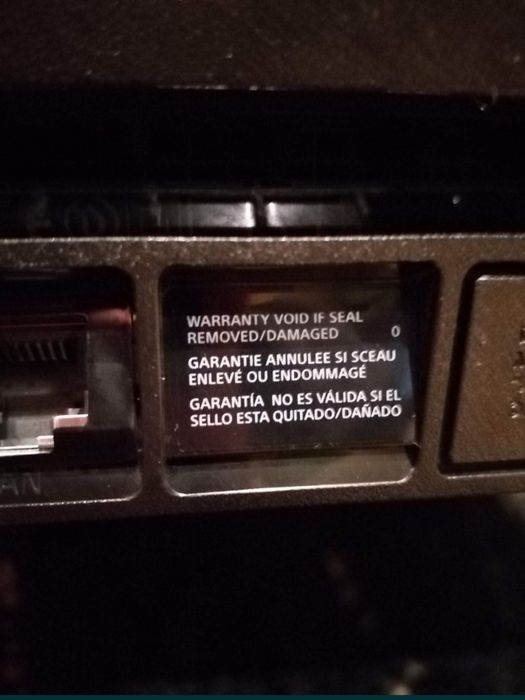 WARRANTY VOID IF SEAL
REMOVED/DAMAGED 0
GARANTIE ANNULEE SI SCEAU
ENLEVÉ OU ENDOMMAGÉ
GARANTÍA NO ES VÁLIDA SI EL
SELLO ESTA QUITADO/DAÑADO
AN